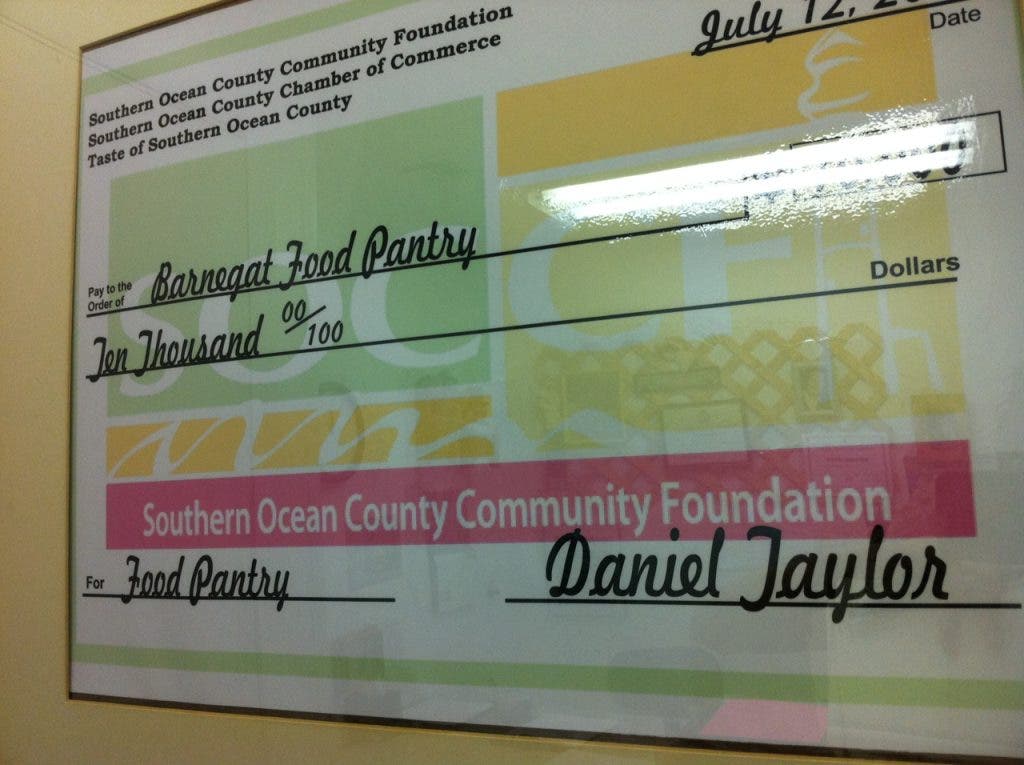 Southern Ocean County Community Foundation
Southern Ocean County Chamber of Commerce
Taste of Southern Ocean County
July 12,
Date
Pay to the
Order of
Barnegat Food Pantry
Ten Thousand 00/100
Dollars
SOCCF
Southern Ocean County Community Foundation
For Food Pantry
Daniel Taylor